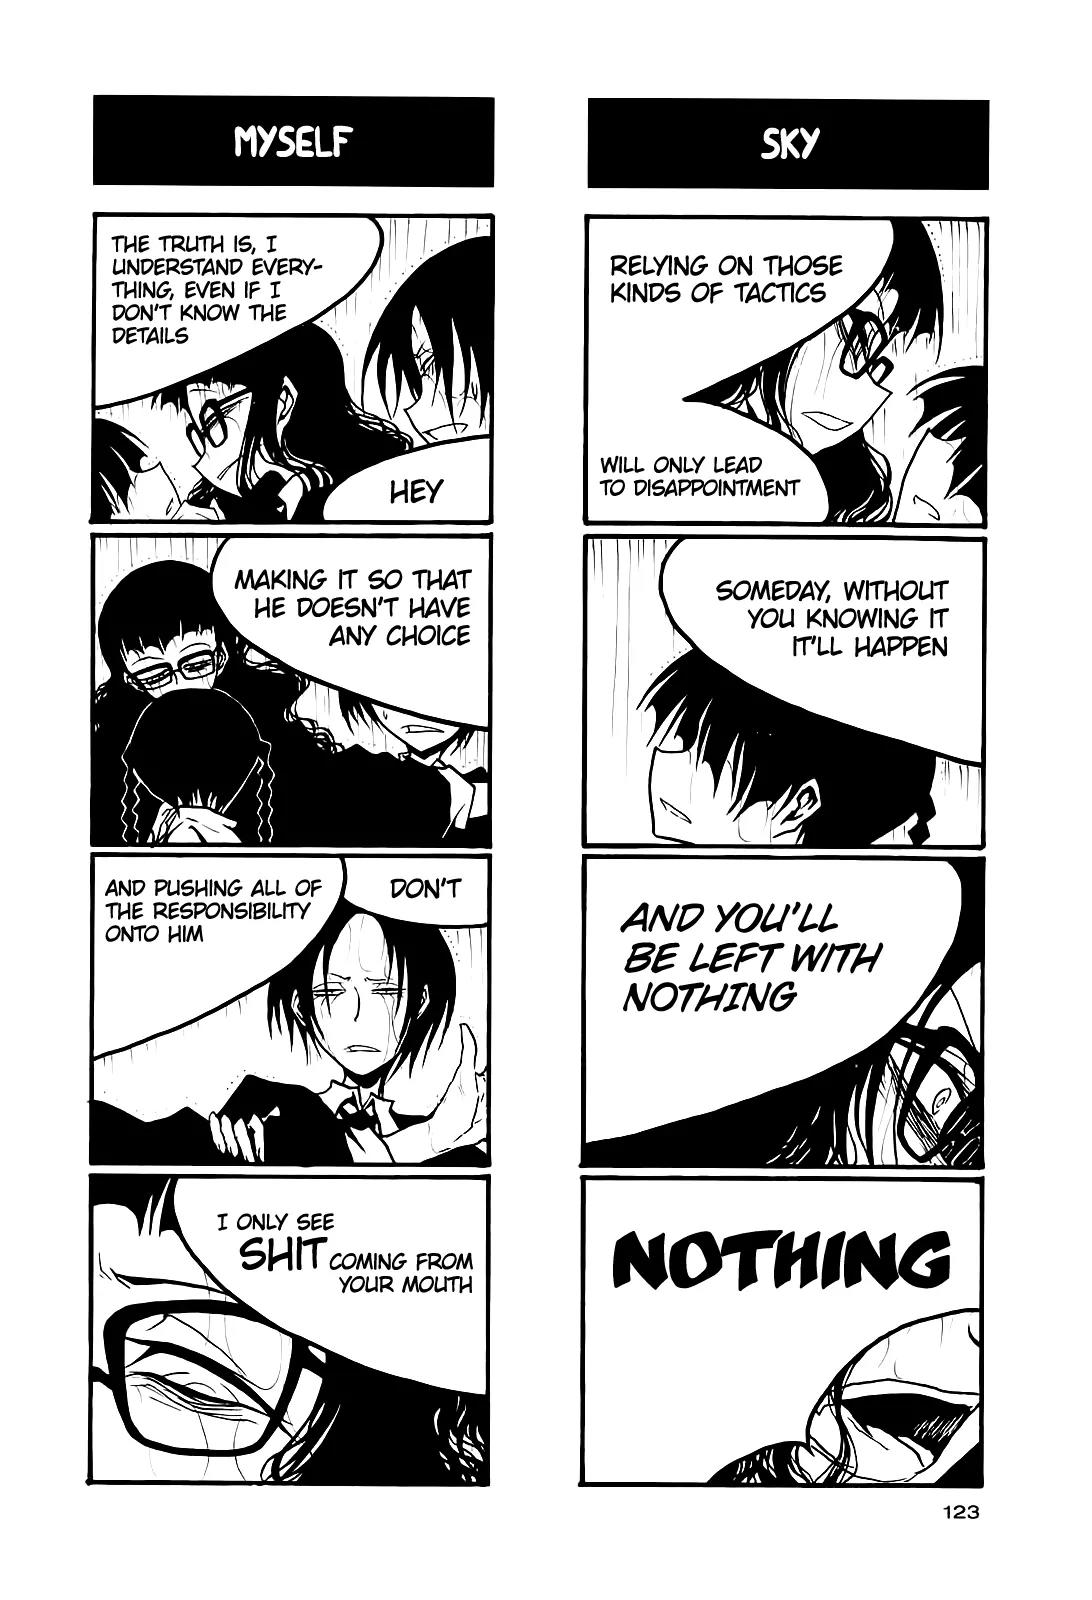 SKY
RELYING ON THOSE
KINDS OF TACTICS
WILL ONLY LEAD
TO DISAPPOINTMENT
SOMEDAY, WITHOUT
YOU KNOWING IT
IT'LL HAPPEN
AND YOU'LL
BE LEFT WITH
NOTHING
NOTHING
MYSELF
THE TRUTH IS, I
UNDERSTAND EVERY-
THING, EVEN IF I
DON'T KNOW THE
DETAILS
HEY
MAKING IT SO THAT
HE DOESN'T HAVE
ANY CHOICE
DON'T
AND PUSHING ALL OF
THE RESPONSIBILITY
ONTO HIM
I ONLY SEE
SHIT COMING FROM
YOUR MOUTH
123